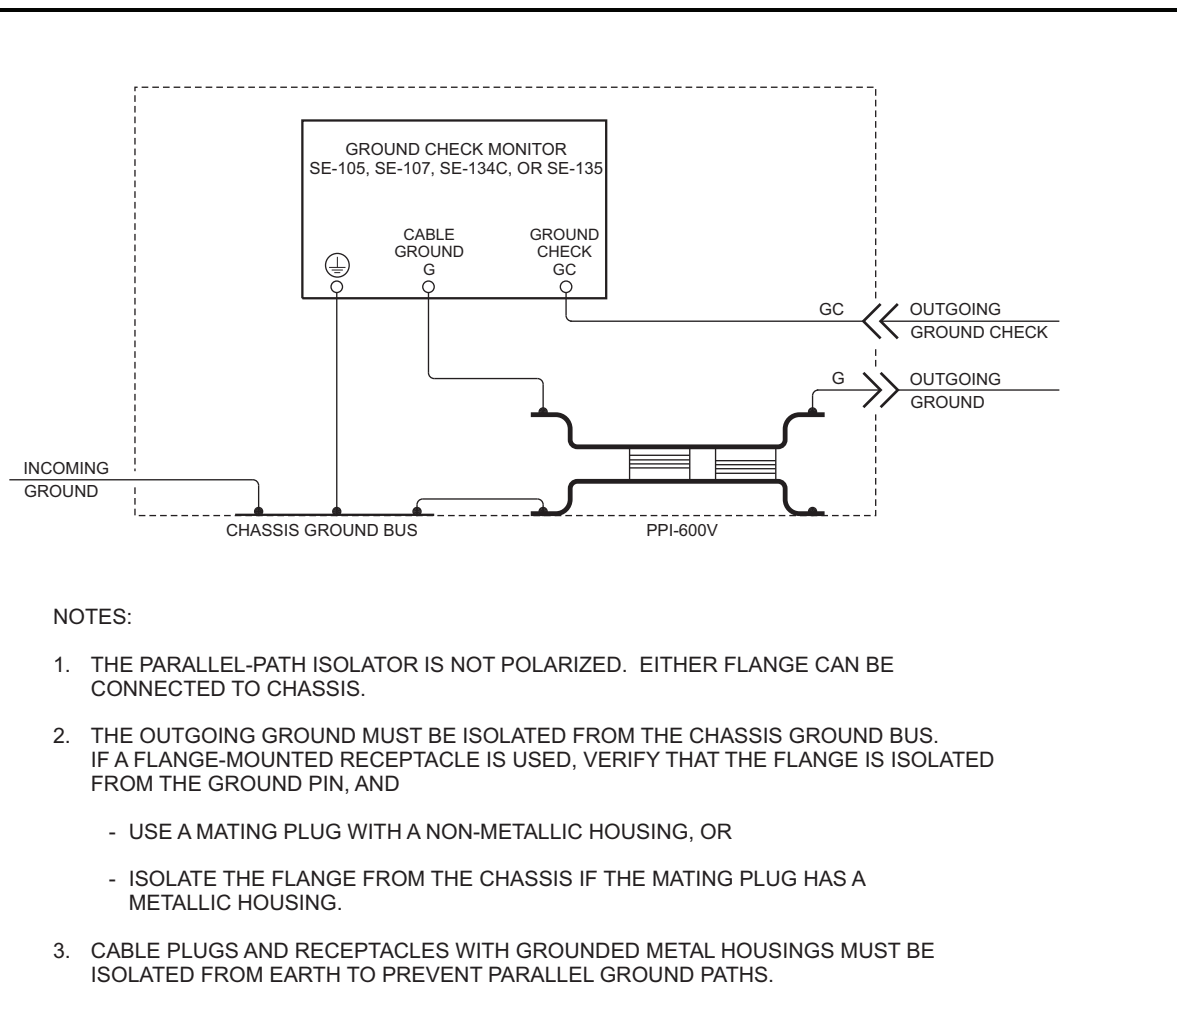 GROUND CHECK MONITOR
SE-105, SE-107, SE-134C, OR SE-135
CABLE
GROUND
G
GROUND
CHECK
GC
GC
OUTGOING
GROUND CHECK
G
OUTGOING
GROUND
INCOMING
GROUND
CHASSIS GROUND BUS
PPI-600V
NOTES:
1. THE PARALLEL-PATH ISOLATOR IS NOT POLARIZED. EITHER FLANGE CAN BE
CONNECTED TO CHASSIS.
2. THE OUTGOING GROUND MUST BE ISOLATED FROM THE CHASSIS GROUND BUS.
IF A FLANGE-MOUNTED RECEPTACLE IS USED, VERIFY THAT THE FLANGE IS ISOLATED
FROM THE GROUND PIN, AND
- USE A MATING PLUG WITH A NON-METALLIC HOUSING, OR
- ISOLATE THE FLANGE FROM THE CHASSIS IF THE MATING PLUG HAS A
METALLIC HOUSING.
3. CABLE PLUGS AND RECEPTACLES WITH GROUNDED METAL HOUSINGS MUST BE
ISOLATED FROM EARTH TO PREVENT PARALLEL GROUND PATHS.